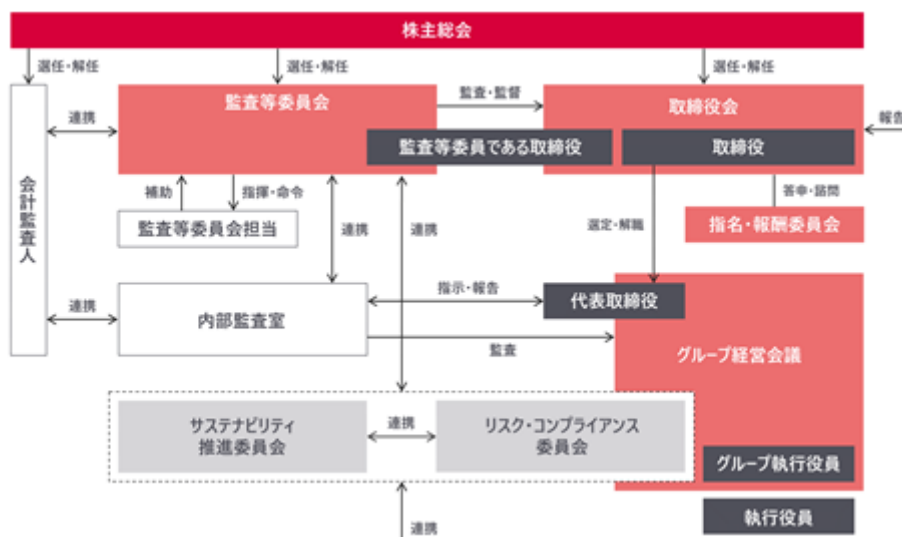 株主総会
選任・解任
選任・解任
選任・解任
監査等委員会
監査・監督
取締役会
報告
連携
監査等委員である取締役
取締役
会計監査人
補助
指揮・命令
答申・諮問
監査等委員会担当
連携
連携
選定・解職
指名・報酬委員会
指示・報告
代表取締役
連携
内部監査室
監査
グループ経営会議
サステナビリティ
推進委員会
連携
リスク・コンプライアンス
委員会
グループ執行役員
執行役員
連携